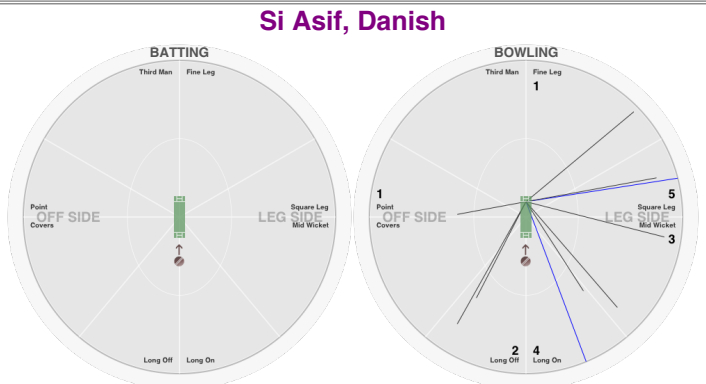 Si Asif, Danish
BATTING
Third Man Fine Leg
Point
OFF SIDE
Covers
Square Leg
LEG SIDE
Mid Wicket
Long Off Long On
BOWLING
Third Man Fine Leg
1
1
Point
OFF SIDE
Covers
5
Square Leg
LEG SIDE
Mid Wicket
3
2 4
Long Off Long On